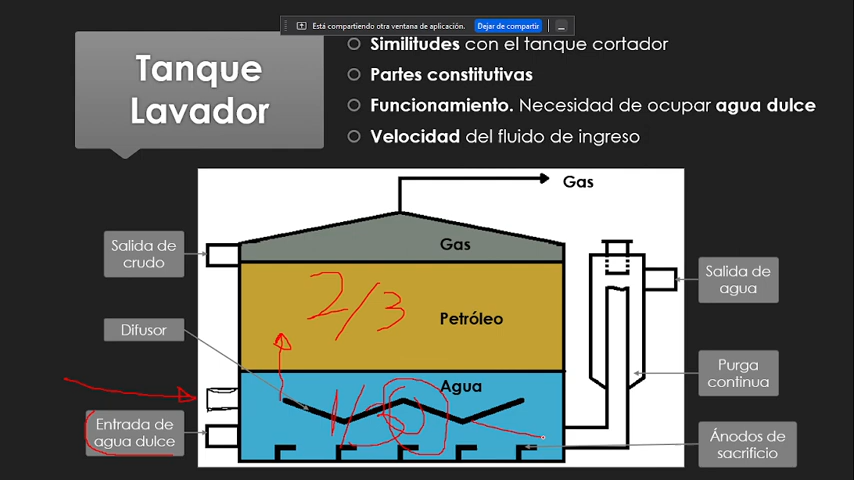 Está compartiendo otra ventana de aplicación.
Dejar de compartir
Tanque
Lavador
Similitudes con el tanque cortador
Partes constitutivas
Funcionamiento. Necesidad de ocupar agua dulce
Velocidad del fluido de ingreso
Gas
Salida de
crudo
Gas
2/3
Petróleo
Salida de
agua
Difusor
Agua
Purga
continua
Entrada de
agua dulce
Ánodos de
sacrificio